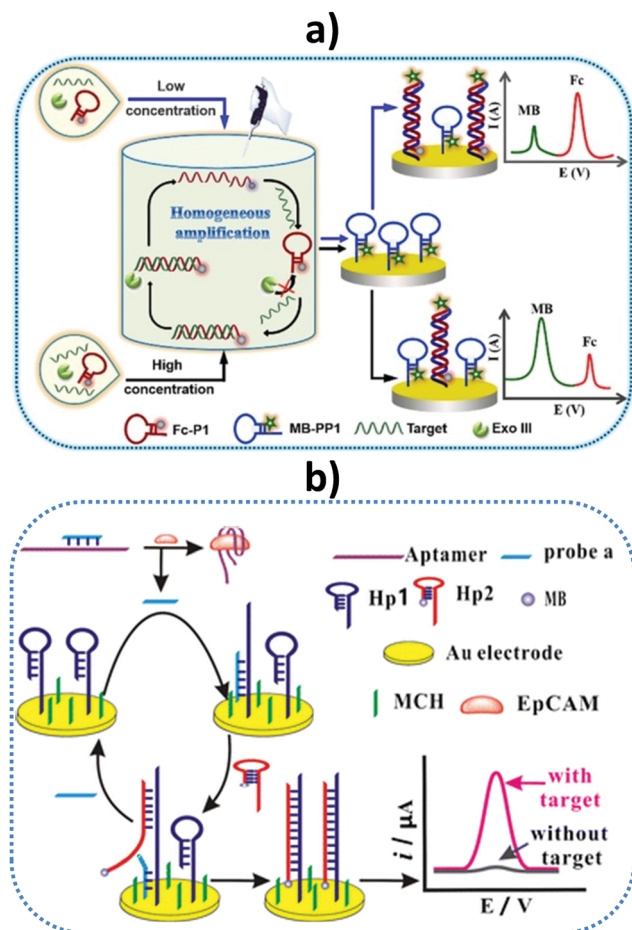 a)
Low
concentration
Homogeneous
amplification
High
concentration
I (A)
MB
Fc
E (V)
I (A)
MB
Fc
E (V)
Fc-P1
MB-PP1
Target
Exo III
b)
Aptamer
probe a
Hp1
Hp2
MB
Au electrode
MCH
EpCAM
i / μA
with
target
without
target
E / V